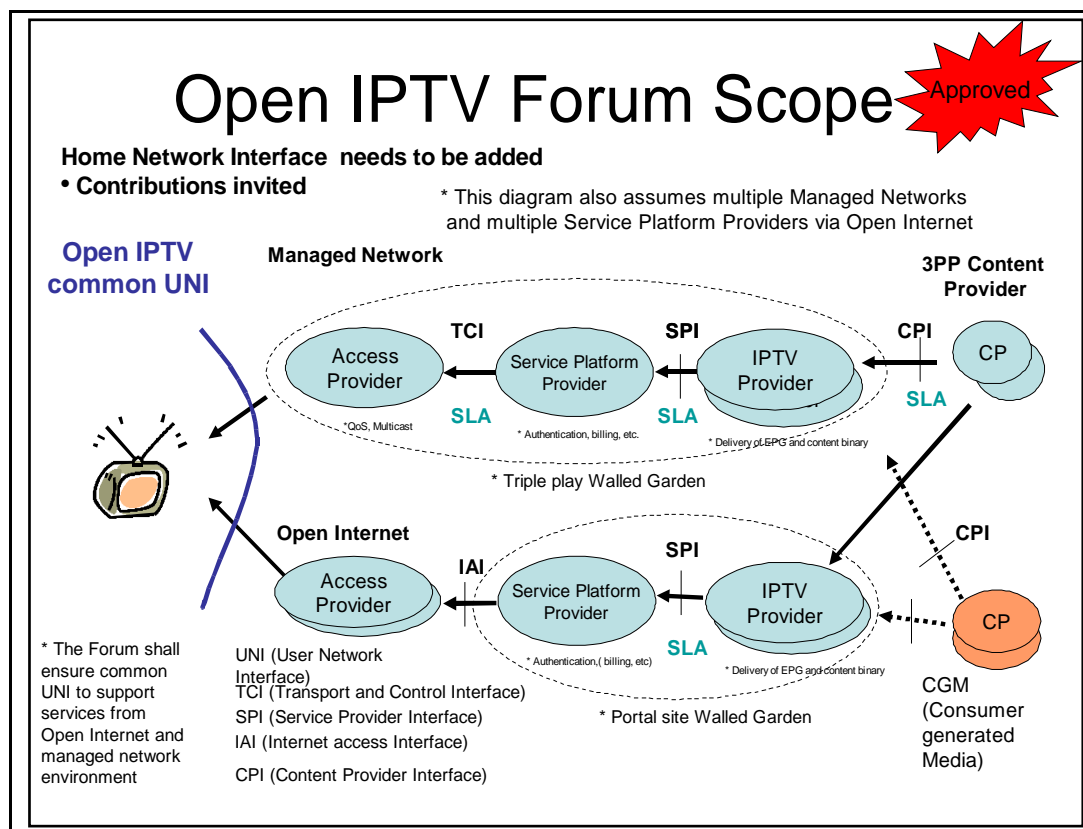 Open IPTV Forum Scope
Approved
Home Network Interface needs to be added
• Contributions invited
* This diagram also assumes multiple Managed Networks
and multiple Service Platform Providers via Open Internet
Open IPTV
common UNI
Managed Network
3PP Content
Provider
Access
Provider
TCI
SLA
Service Platform
Provider
SPI
SLA
IPTV
Provider
CPI
SLA
CP
*QoS, Multicast
* Authentication, billing, etc.
* Delivery of EPG and content binary
* Triple play Walled Garden
Open Internet
Access
Provider
IAI
Service Platform
Provider
SPI
SLA
IPTV
Provider
CPI
CP
* Authentication,( billing, etc)
* Delivery of EPG and content binary
* Portal site Walled Garden
CGM
(Consumer
generated
Media)
* The Forum shall
ensure common
UNI to support
services from
Open Internet and
managed network
environment
UNI (User Network
Interface)
TCI (Transport and Control Interface)
SPI (Service Provider Interface)
IAI (Internet access Interface)
CPI (Content Provider Interface)